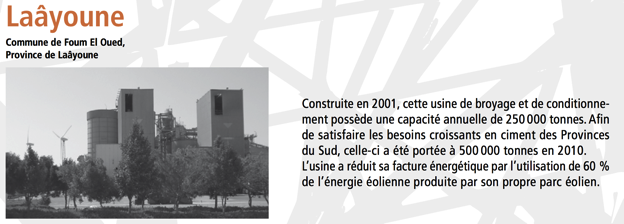 Laâyoune
Commune de Foum El Oued,
Province de Laâyoune
Construite en 2001, cette usine de broyage et de conditionne-
ment possède une capacité annuelle de 250 000 tonnes. Afin
de satisfaire les besoins croissants en ciment des Provinces
du Sud, celle-ci a été portée à 500 000 tonnes en 2010.
L’usine a réduit sa facture énergétique par l’utilisation de 60 %
de l’énergie éolienne produite par son propre parc éolien.